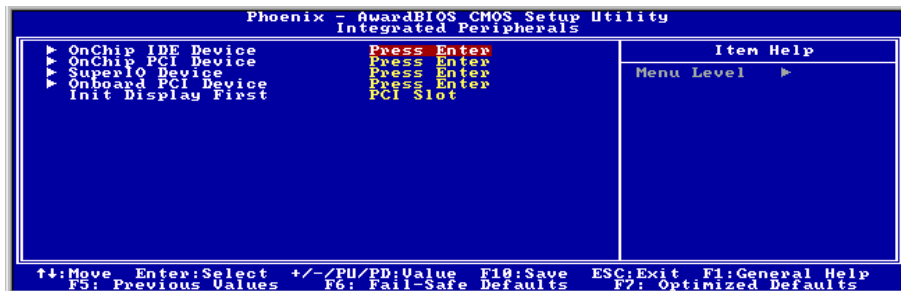 Phoenix - AwardBIOS CMOS Setup Utility
Integrated Peripherals
► OnChip IDE Device Press Enter
► OnChip PCI Device Press Enter
► SuperIO Device Press Enter
► Onboard PCI Device Press Enter
Init Display First PCI Slot
Item Help
Menu Level ►
↑↓:Move Enter:Select +/-/PU/PD:Value F10:Save ESC:Exit F1:General Help
F5: Previous Values F6: Fail-Safe Defaults F7: Optimized Defaults